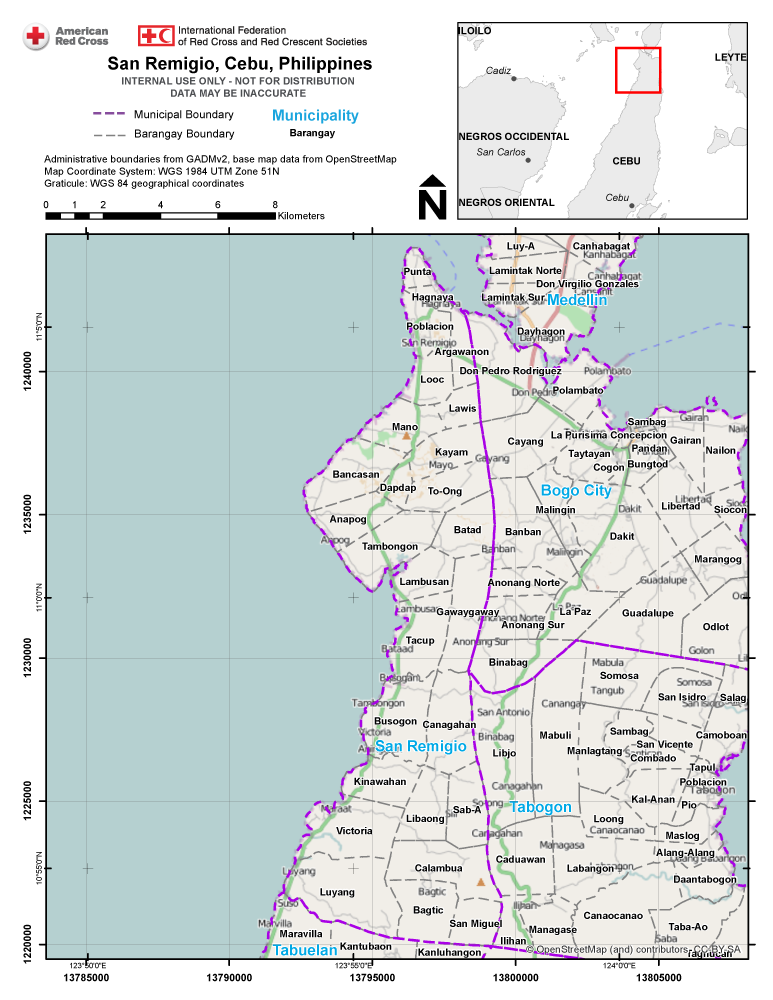 American
Red Cross
International Federation
of Red Cross and Red Crescent Societies
San Remigio, Cebu, Philippines
INTERNAL USE ONLY - NOT FOR DISTRIBUTION
DATA MAY BE INACCURATE
Municipal Boundary
Municipality
Barangay Boundary
Barangay
Administrative boundaries from GADMv2, base map data from OpenStreetMap
Map Coordinate System: WGS 1984 UTM Zone 51N
Graticule: WGS 84 geographical coordinates
0 1 2 4 6 8
Kilometers
N
ILOILO
LEYTE
Cadiz
NEGROS OCCIDENTAL
San Carlos
CEBU
Cebu
NEGROS ORIENTAL
Luy-A
Canhabagat
Kanhabagat
Punta
Lamintak Norte
Canhabagat
Don Virgilio Gonzales
Hagnaya
Hagnaya
Lamintak Sur
Medellin
11°5'0"N
Poblacion
Dayhagon
Dayhagon
San Remigio
Argawanon
1240000
Looc
Don Pedro Rodriguez
Polambato
Don Pedro
Polambato
Lawis
Sambag
Gairan
Mano
La Purisima Concepcion
Cayang
Gairan
Kayam
Taytayan
Pandan
Nailon
Mayo
Cayang
Cogon
Bungtod
Bancasan
Dapdap
To-Ong
Bogo City
Libertad
Libertad
Siocon
1235000
Anapog
Malingin
Dakit
Batad
Banban
Dakit
Anpog
Tambongon
Banban
Malingin
Marangog
Lambusan
Anonang Norte
Guadalupe
11°0'0"N
Lambusan
Gawaygaway
La Paz
La Paz
Guadalupe
Anonang Norte
Anonang Sur
Odlot
Tacup
Anonang Sur
Bataad
Golon
1230000
Binabag
Mabula
Somosa
Busogon
Tangub
Somosa
San Isidro
Salag
Tambongon
San Antonio
Canangay
Busogon
Canagahan
Victoria
Binabag
Mabuli
Sambag
Camoboan
San Remigio
Libjo
Manlagtang
San Vicente
Combado
Tapul
Kinawahan
Canagahan
Poblacion
Tabogon
1225000
Maraat
Sab-A
Tabogon
Kal-Anan
Pio
Libaong
Loong
Victoria
Canagahan
Canaocanao
Maslog
Managasa
Alang-Alang
Caduawan
Luyang
Calambua
Labangon
10°55'0"N
Daantabogon
Luyang
Bagtic
Suso
Bagtic
Ilihan
Canaocanao
Marvilla
San Miguel
Maravilla
Managase
Taba-Ao
Saba
1220000
Tabuelan
Kantubaon
Kanluhangon
Ilihan
© OpenStreetMap (and) contributors, CC-BY-SA
123°50'0"E
123°55'0"E
124°0'0"E
13785000
13790000
13795000
13800000
13805000